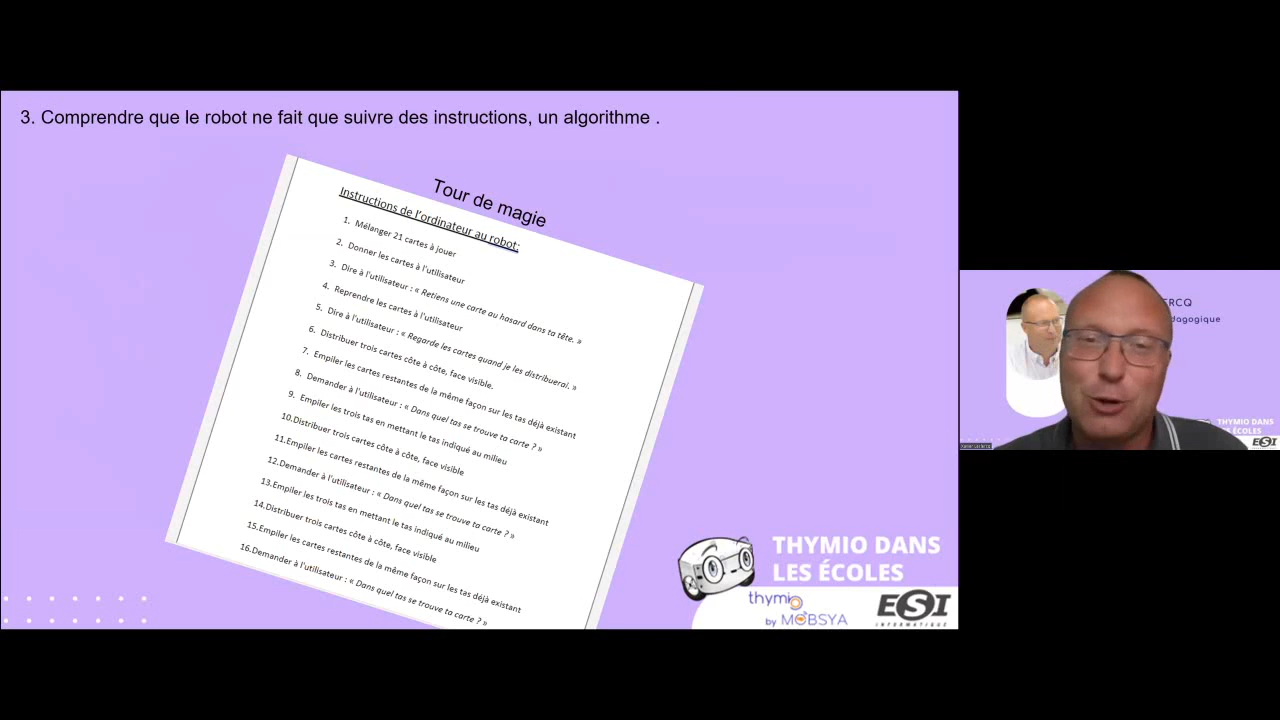 3. Comprendre que le robot ne fait que suivre des instructions, un algorithme .
Tour de magie
Instructions de l'ordinateur au robot:
1. Mélanger 21 cartes à jouer
2. Donner les cartes à l'utilisateur
3. Dire à l'utilisateur : « Retiens une carte au hasard dans ta tête. »
4. Reprendre les cartes à l'utilisateur
5. Dire à l'utilisateur : « Regarde les cartes quand je les distribuerai. »
6. Distribuer trois cartes côte à côte, face visible.
7. Empiler les cartes restantes de la même façon sur les tas déjà existant
8. Demander à l'utilisateur : « Dans quel tas se trouve ta carte ? »
9. Empiler les trois tas en mettant le tas indiqué au milieu
10.Distribuer trois cartes côte à côte, face visible
11.Empiler les cartes restantes de la même façon sur les tas déjà existant
12.Demander à l'utilisateur : « Dans quel tas se trouve ta carte ? »
13.Empiler les trois tas en mettant le tas indiqué au milieu
14.Distribuer trois cartes côte à côte, face visible
15.Empiler les cartes restantes de la même façon sur les tas déjà existant
16.Demander à l'utilisateur : « Dans quel tas se trouve ta carte ? »
THYMIO DANS
LES ÉCOLES
thymio
by MOBSYA
ESI
INFORMATIQUE
ERCQ
dagogique
THYMIO DANS
ÉCOLES
ESI